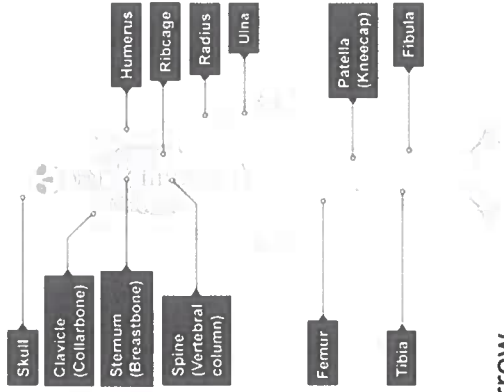 Skull
Clavicle
(Collarbone)
Sternum
(Breastbone)
Spine
(Vertebral
column)
Femur
Tibia
Humerus
Ribcage
Radius
Ulna
Patella
(Kneecap)
Fibula